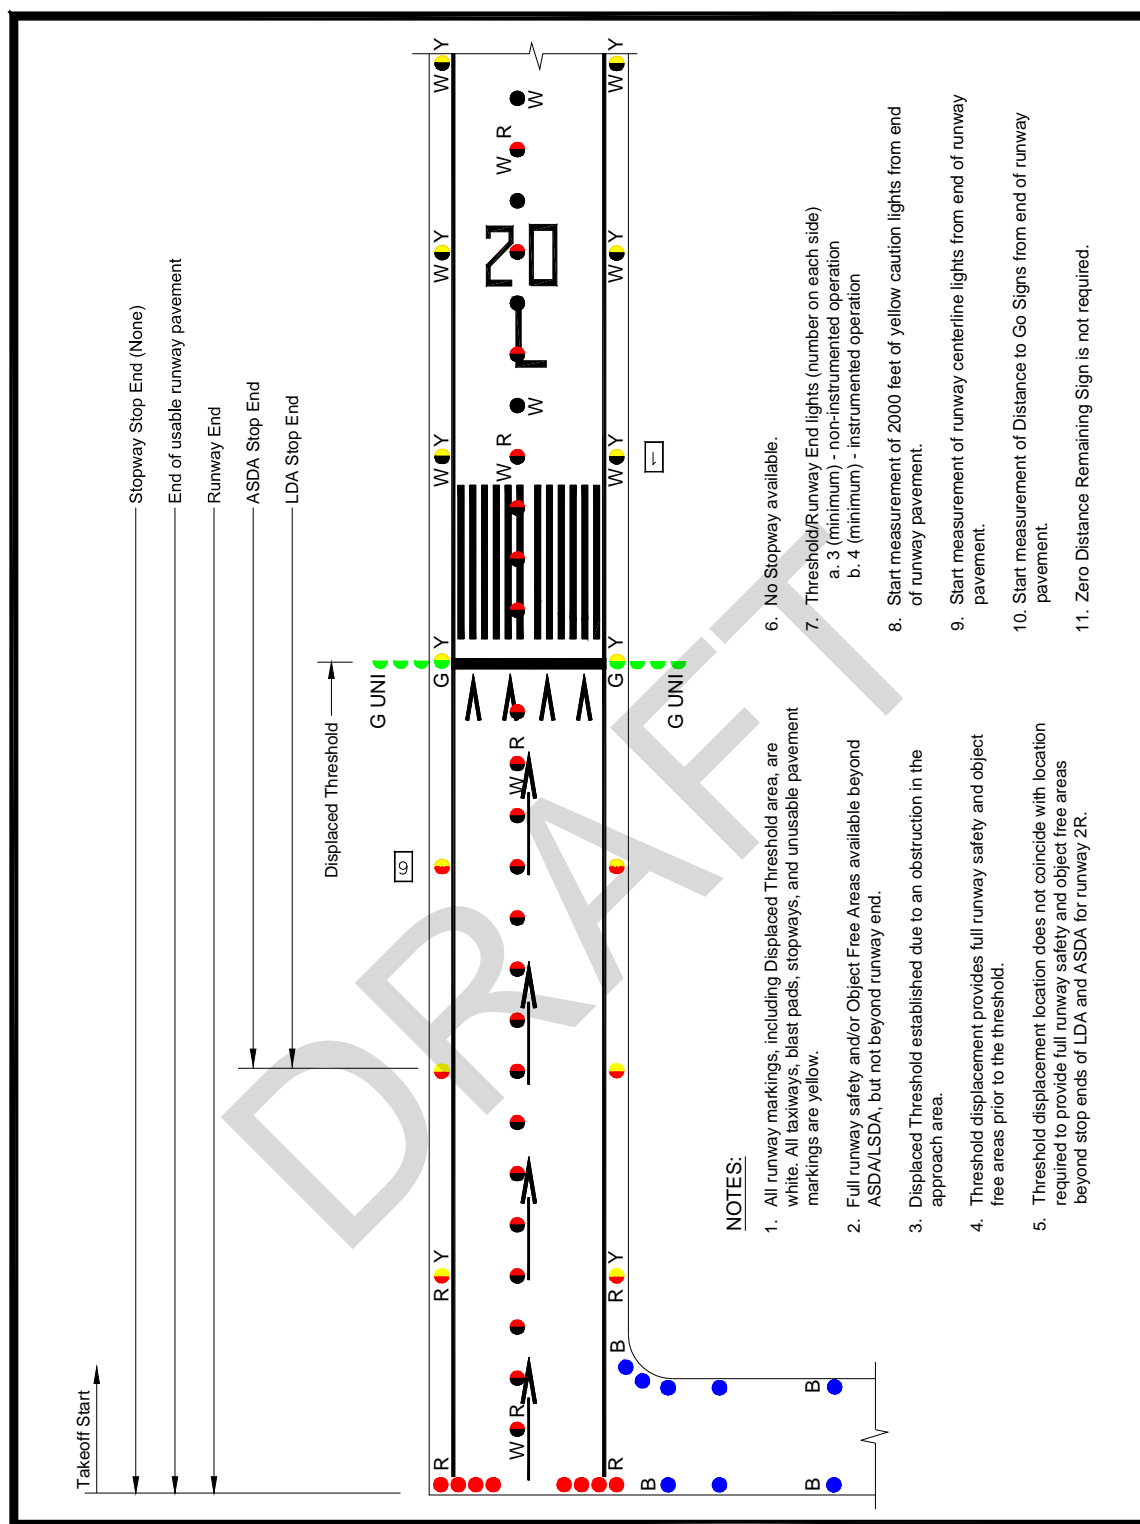 Takeoff Start
Stopway Stop End (None)
End of usable runway pavement
Runway End
ASDA Stop End
LDA Stop End
Displaced Threshold
9
G UNI
R
R Y
G Y
W Y
W Y
W Y
W R
W R
W R
W
W R
W
20
L
R
B
R Y
G Y
W Y
W Y
W Y
B
B
B
G UNI
1
DRAFT
NOTES:
1. All runway markings, including Displaced Threshold area, are
white. All taxiways, blast pads, stopways, and unusable pavement
markings are yellow.
2. Full runway safety and/or Object Free Areas available beyond
ASDA/LSDA, but not beyond runway end.
3. Displaced Threshold established due to an obstruction in the
approach area.
4. Threshold displacement provides full runway safety and object
free areas prior to the threshold.
5. Threshold displacement location does not coincide with location
required to provide full runway safety and object free areas
beyond stop ends of LDA and ASDA for runway 2R.
6. No Stopway available.
7. Threshold/Runway End lights (number on each side)
a. 3 (minimum) - non-instrumented operation
b. 4 (minimum) - instrumented operation
8. Start measurement of 2000 feet of yellow caution lights from end
of runway pavement.
9. Start measurement of runway centerline lights from end of runway
pavement.
10. Start measurement of Distance to Go Signs from end of runway
pavement.
11. Zero Distance Remaining Sign is not required.